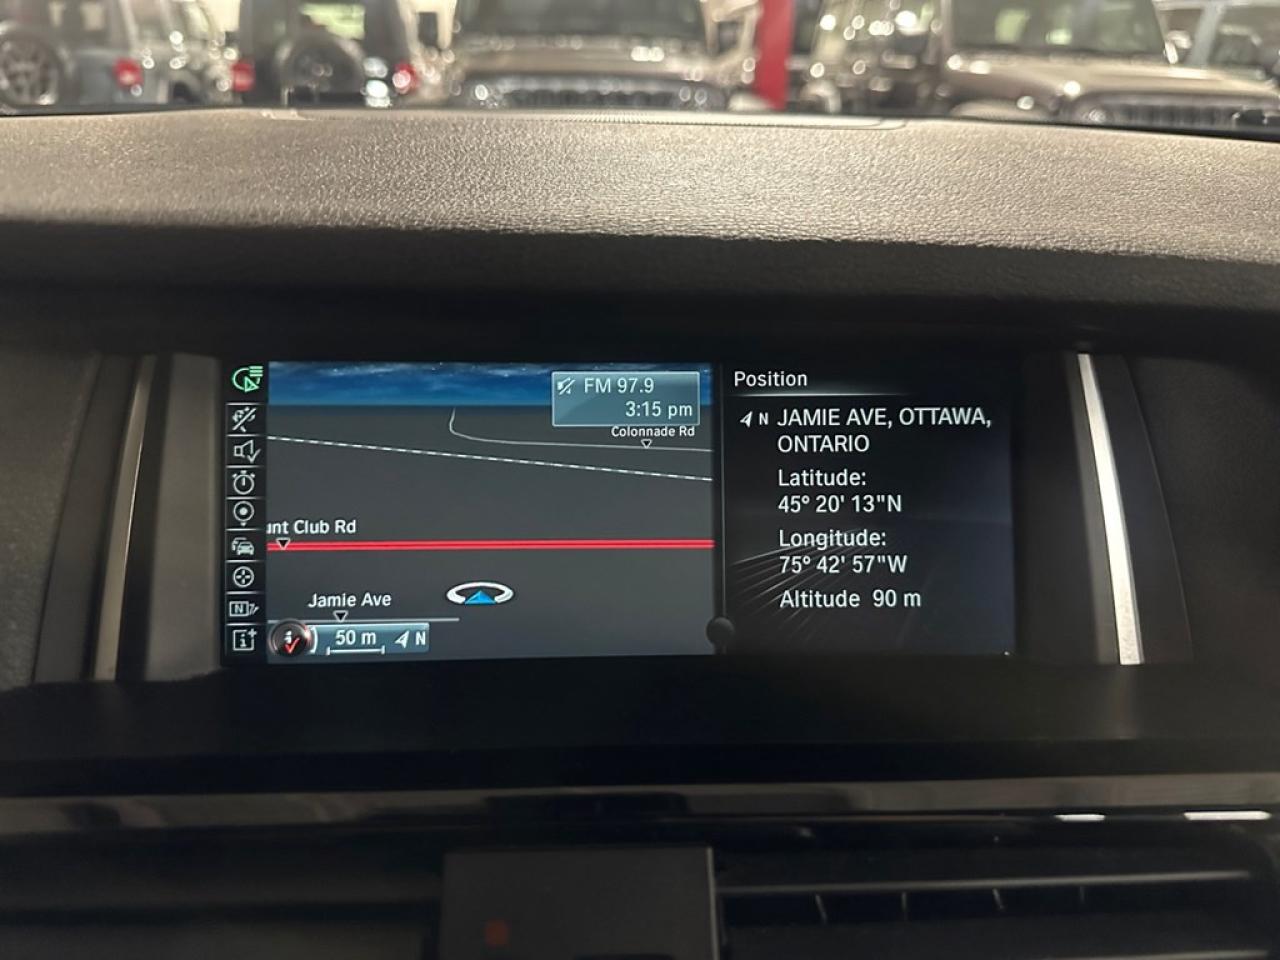 FM 97.9
3:15 pm
Colonnade Rd
unt Club Rd
Jamie Ave
50 m
N
Position
N JAMIE AVE, OTTAWA,
ONTARIO
Latitude:
45° 20' 13"N
Longitude:
75° 42' 57"W
Altitude 90 m